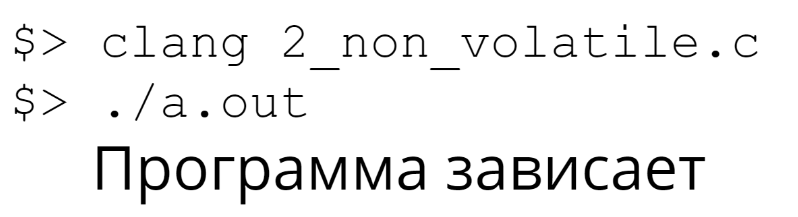 $> clang 2_non_volatile.c
$> ./a.out
Программа зависает